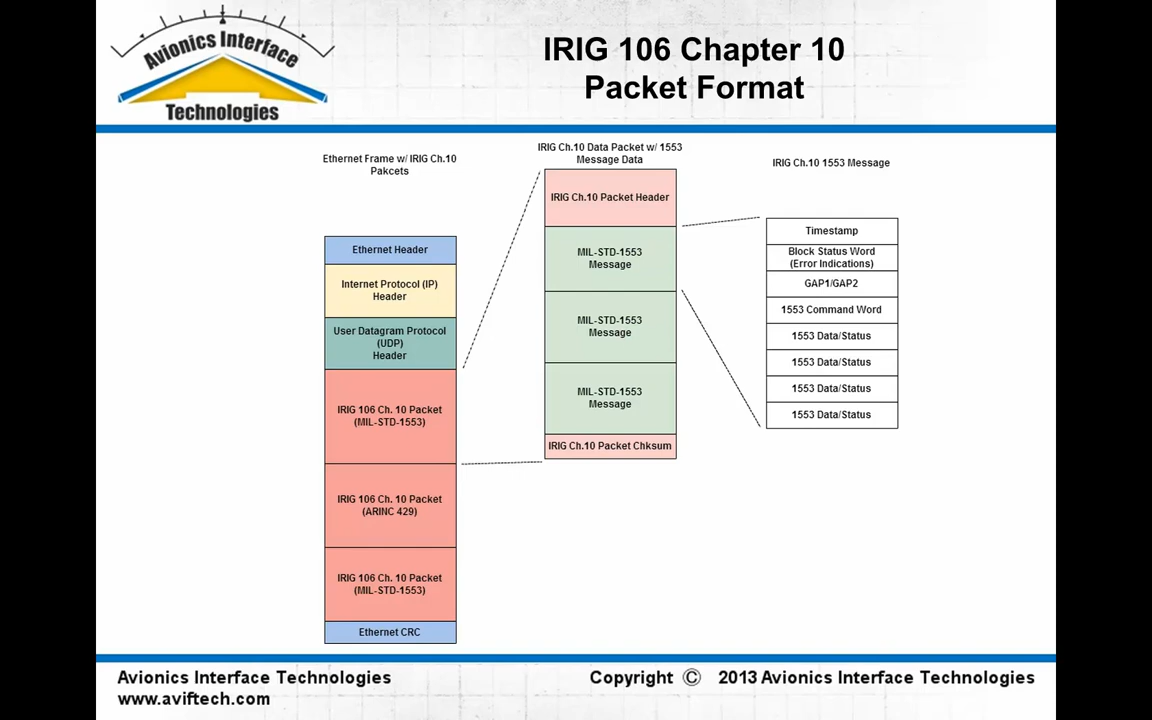 Avionics Interface
Technologies
IRIG 106 Chapter 10
Packet Format
Ethernet Frame w/ IRIG Ch.10
Pakcets
Ethernet Header
Internet Protocol (IP)
Header
User Datagram Protocol
(UDP)
Header
IRIG 106 Ch. 10 Packet
(MIL-STD-1553)
IRIG 106 Ch. 10 Packet
(ARINC 429)
IRIG 106 Ch. 10 Packet
(MIL-STD-1553)
Ethernet CRC
IRIG Ch.10 Data Packet w/ 1553
Message Data
IRIG Ch.10 Packet Header
MIL-STD-1553
Message
MIL-STD-1553
Message
MIL-STD-1553
Message
IRIG Ch.10 Packet Chksum
IRIG Ch.10 1553 Message
Timestamp
Block Status Word
(Error Indications)
GAP1/GAP2
1553 Command Word
1553 Data/Status
1553 Data/Status
1553 Data/Status
1553 Data/Status
Avionics Interface Technologies
www.aviftech.com
Copyright © 2013 Avionics Interface Technologies